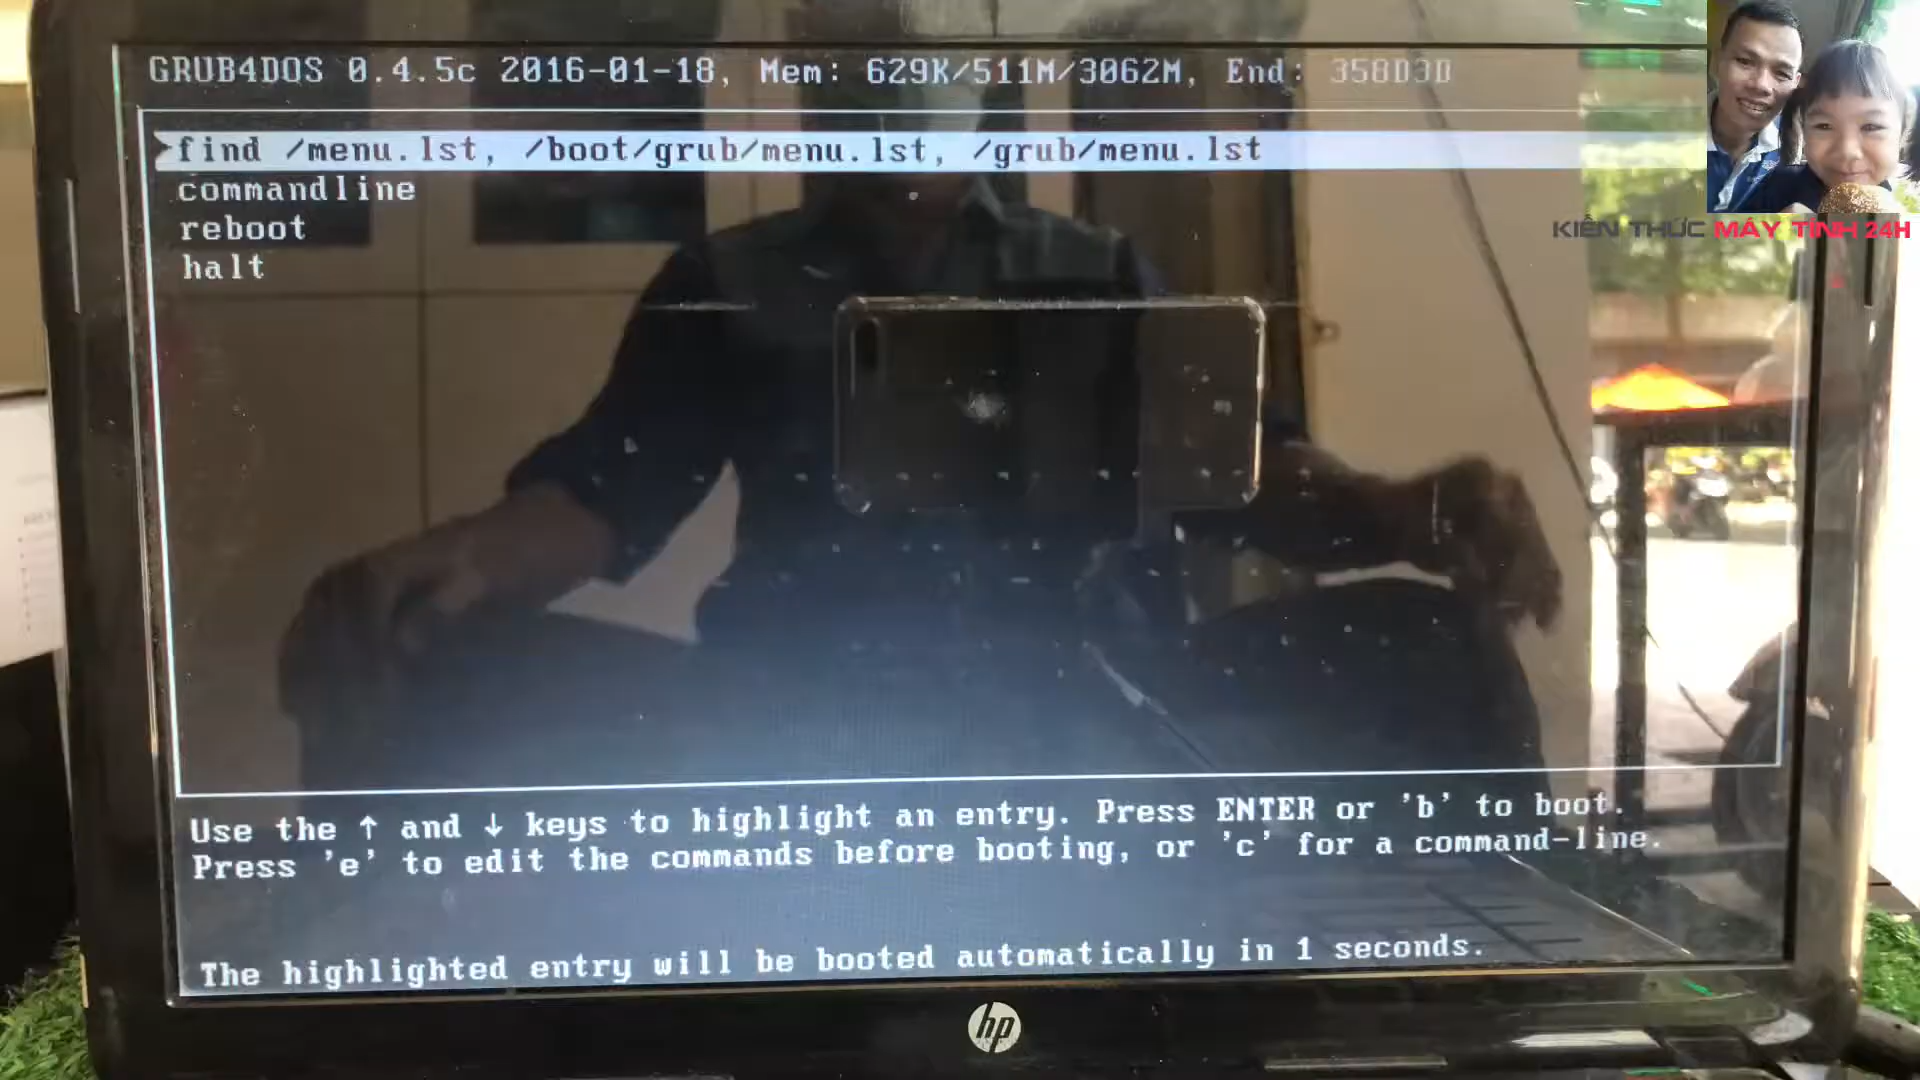 GRUB4DOS 0.4.5c 2016-01-18, Mem: 629K/511M/3062M, End: 358D3D
find /menu.lst, /boot/grub/menu.lst, /grub/menu.lst
commandline
reboot
halt
KIẾN THỨC MÁY TÍNH 24H
Use the ↑ and ↓ keys to highlight an entry. Press ENTER or 'b' to boot.
Press 'e' to edit the commands before booting, or 'c' for a command-line.
The highlighted entry will be booted automatically in 1 seconds.
hp